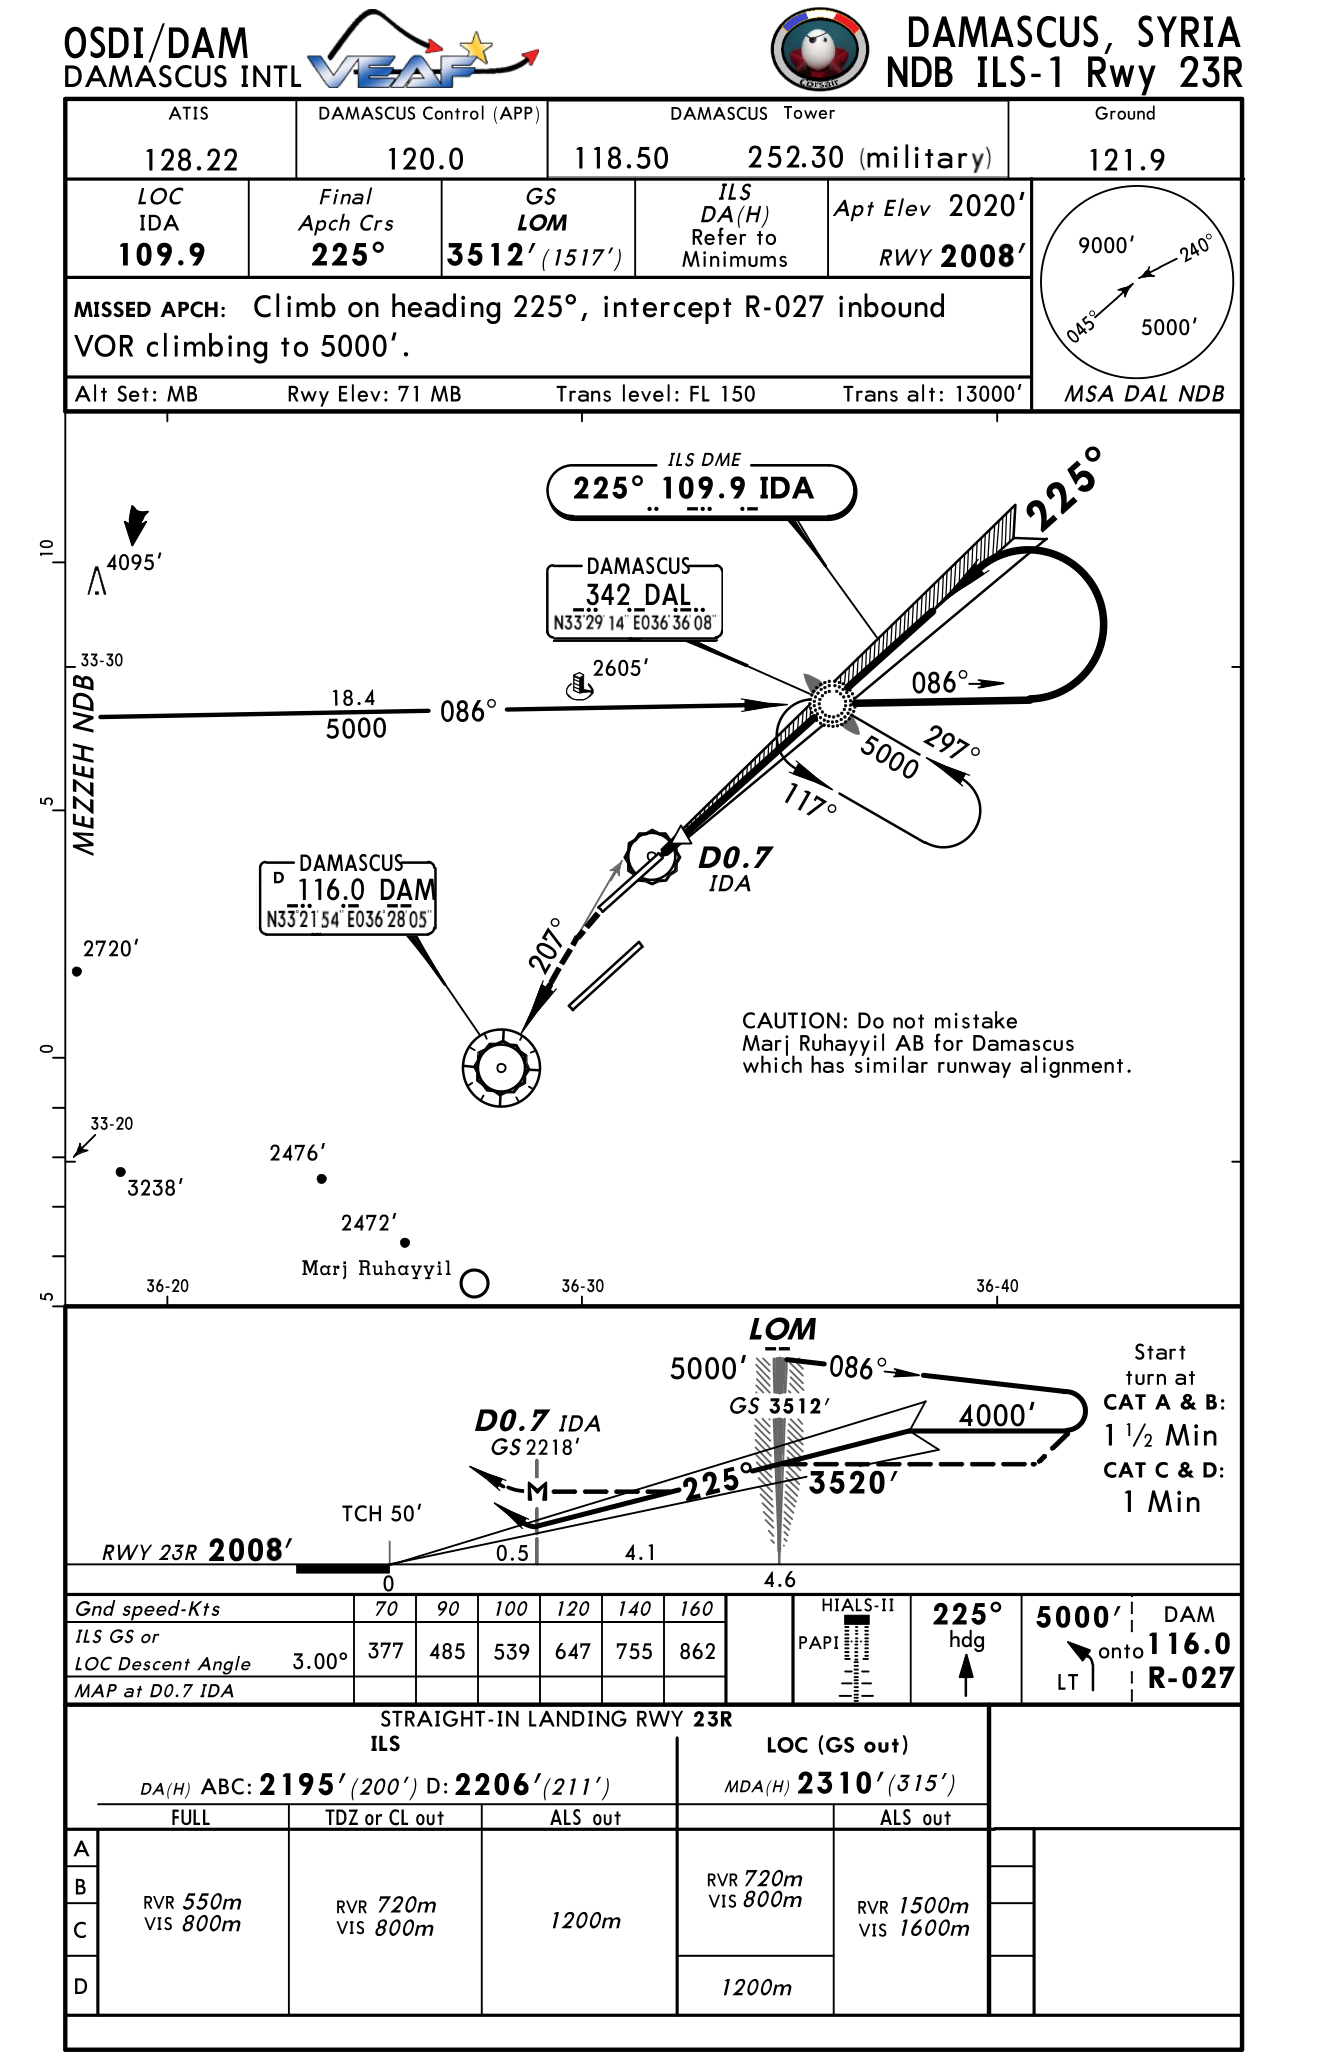 OSDI/DAM
DAMASCUS INTL
VEAF
Corsair
DAMASCUS, SYRIA
NDB ILS-1 Rwy 23R
ATIS
128.22
DAMASCUS Control (APP)
120.0
DAMASCUS Tower
118.50 252.30 (military)
Ground
121.9
LOC
IDA
109.9
Final
Apch Crs
225°
GS
LOM
3512' (1517')
ILS
DA(H)
Refer to
Minimums
Apt Elev 2020'
RWY 2008'
9000'
240°
045°
5000'
MSA DAL NDB
MISSED APCH: Climb on heading 225°, intercept R-027 inbound
VOR climbing to 5000'.
Alt Set: MB Rwy Elev: 71 MB Trans level: FL 150 Trans alt: 13000'
ILS DME
225° 109.9 IDA
225°
4095'
10
DAMASCUS
342 DAL
N33°29'14" E036°36'08"
33-30
2605'
MEZZEH NDB
18.4
5000
086°
086°
5000
297°
117°
5
D0.7
IDA
DAMASCUS
D 116.0 DAM
N33°21'54" E036°28'05"
207°
2720'
CAUTION: Do not mistake
Marj Ruhayyil AB for Damascus
which has similar runway alignment.
0
33-20
3238'
2476'
2472'
Marj Ruhayyil
5
36-20
36-30
36-40
LOM
5000'
086°
GS 3512'
D0.7 IDA
GS 2218'
4000'
M
225°
3520'
Start
turn at
CAT A & B:
1 1/2 Min
CAT C & D:
1 Min
TCH 50'
RWY 23R 2008'
0.5
4.1
0
4.6
Gnd speed-Kts 70 90 100 120 140 160
ILS GS or
LOC Descent Angle 3.00° 377 485 539 647 755 862
MAP at D0.7 IDA
HIALS-II
PAPI
225°
hdg
5000'
LT
onto
DAM
116.0
R-027
STRAIGHT-IN LANDING RWY 23R
ILS
LOC (GS out)
DA(H) ABC: 2195' (200') D: 2206' (211')
MDA(H) 2310' (315')
FULL
TDZ or CL out
ALS out
ALS out
A
B
C
D
RVR 550m
VIS 800m
RVR 720m
VIS 800m
1200m
RVR 720m
VIS 800m
1200m
RVR 1500m
VIS 1600m